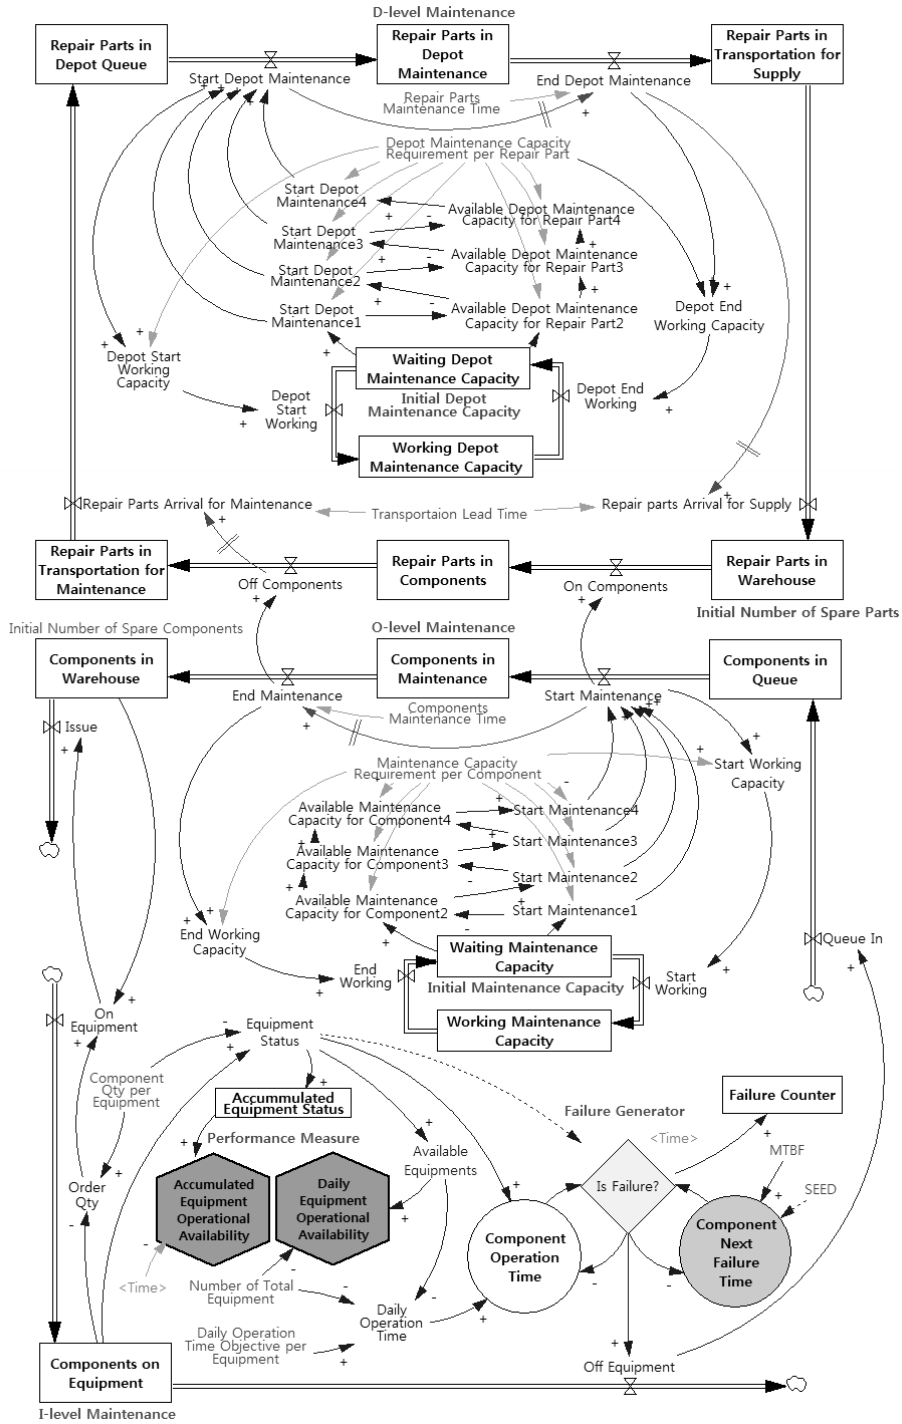 D-level Maintenance
Repair Parts in
Depot Queue
Repair Parts in
Depot
Maintenance
Repair Parts in
Transportation for
Supply
Start Depot Maintenance
End Depot Maintenance
Repair Parts
Maintenance Time
Depot Maintenance Capacity
Requirement per Repair Part
Start Depot
Maintenance4
Available Depot Maintenance
Capacity for Repair Part4
Start Depot
Maintenance3
Available Depot Maintenance
Capacity for Repair Part3
Start Depot
Maintenance2
Start Depot
Maintenance1
Available Depot Maintenance
Capacity for Repair Part2
Depot End
Working Capacity
Depot Start
Working
Capacity
Waiting Depot
Maintenance Capacity
Initial Depot
Maintenance Capacity
Depot
Start
Working
Depot End
Working
Working Depot
Maintenance Capacity
Repair Parts Arrival for Maintenance
Transportaion Lead Time
Repair parts Arrival for Supply
Repair Parts in
Transportation for
Maintenance
Repair Parts in
Components
Repair Parts in
Warehouse
Off Components
On Components
Initial Number of Spare Parts
Initial Number of Spare Components
O-level Maintenance
Components in
Warehouse
Components in
Maintenance
Components in
Queue
End Maintenance
Start Maintenance
Components
Maintenance Time
Issue
Maintenance Capacity
Requirement per Component
Start Working
Capacity
Available Maintenance
Capacity for Component4
Start Maintenance4
Available Maintenance
Capacity for Component3
Start Maintenance3
Start Maintenance2
Available Maintenance
Capacity for Component2
Start Maintenance1
End Working
Capacity
Waiting Maintenance
Capacity
Queue In
End
Working
Initial Maintenance Capacity
Start
Working
Working Maintenance
Capacity
On
Equipment
Equipment
Status
Component
Qty per
Equipment
Accummulated
Equipment Status
Failure Generator
Failure Counter
Performance Measure
<Time>
MTBF
Available
Equipments
Order
Qty
Accumulated
Equipment
Operational
Availability
Daily
Equipment
Operational
Availability
Is Failure?
SEED
Component
Operation
Time
Component
Next
Failure
Time
<Time>
Number of Total
Equipment
Daily
Operation
Time
Daily Operation
Time Objective per
Equipment
Off Equipment
Components on
Equipment
I-level Maintenance